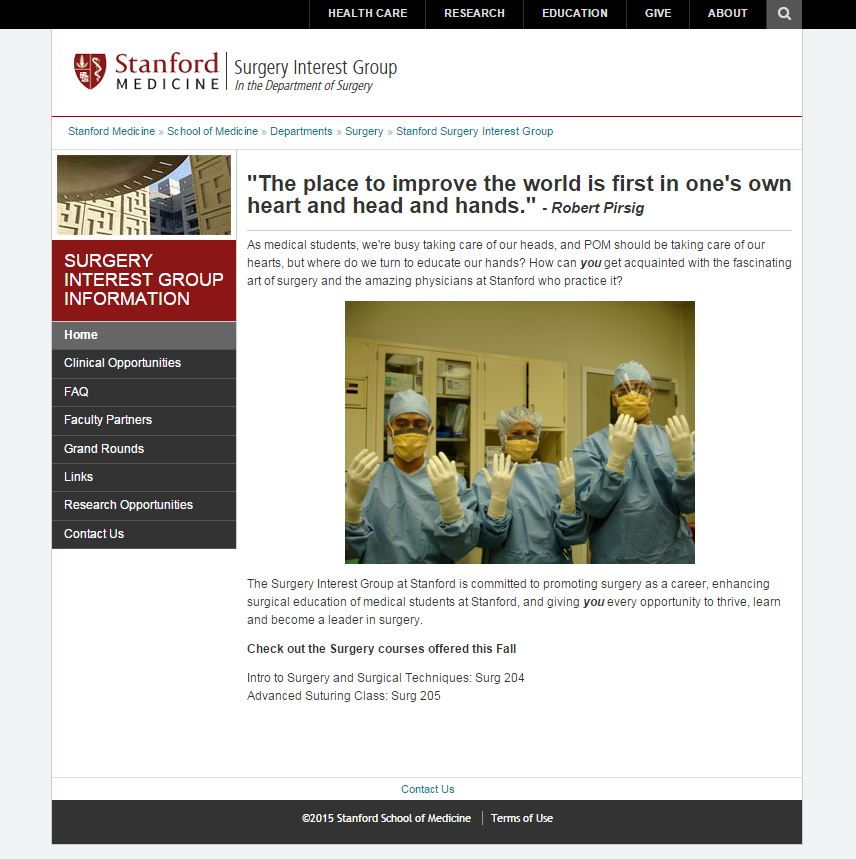 HEALTH CARE RESEARCH EDUCATION GIVE ABOUT
Stanford
MEDICINE
Surgery Interest Group
In the Department of Surgery
Stanford Medicine » School of Medicine » Departments » Surgery » Stanford Surgery Interest Group
SURGERY
INTEREST GROUP
INFORMATION
Home
Clinical Opportunities
FAQ
Faculty Partners
Grand Rounds
Links
Research Opportunities
Contact Us
"The place to improve the world is first in one's own
heart and head and hands." - Robert Pirsig
As medical students, we're busy taking care of our heads, and POM should be taking care of our
hearts, but where do we turn to educate our hands? How can you get acquainted with the fascinating
art of surgery and the amazing physicians at Stanford who practice it?
The Surgery Interest Group at Stanford is committed to promoting surgery as a career, enhancing
surgical education of medical students at Stanford, and giving you every opportunity to thrive, learn
and become a leader in surgery.
Check out the Surgery courses offered this Fall
Intro to Surgery and Surgical Techniques: Surg 204
Advanced Suturing Class: Surg 205
Contact Us
©2015 Stanford School of Medicine | Terms of Use